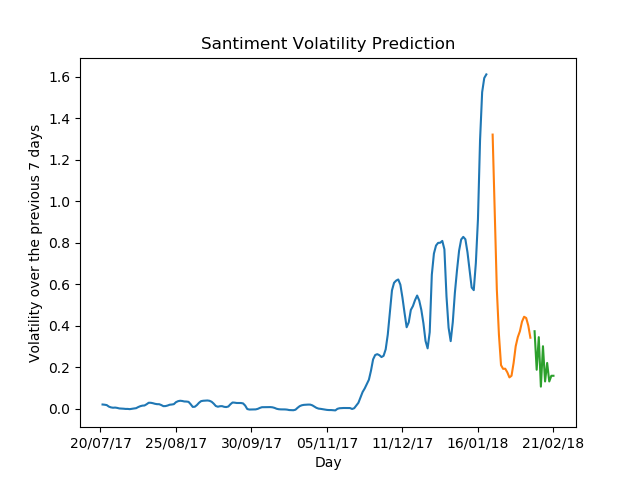 Santiment Volatility Prediction
Volatility over the previous 7 days
1.6
1.4
1.2
1.0
0.8
0.6
0.4
0.2
0.0
20/07/17 25/08/17 30/09/17 05/11/17 11/12/17 16/01/18 21/02/18
Day